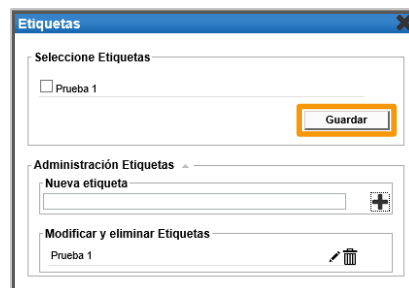 Etiquetas
Seleccione Etiquetas
Prueba 1
Guardar
Administración Etiquetas
Nueva etiqueta
Modificar y eliminar Etiquetas
Prueba 1